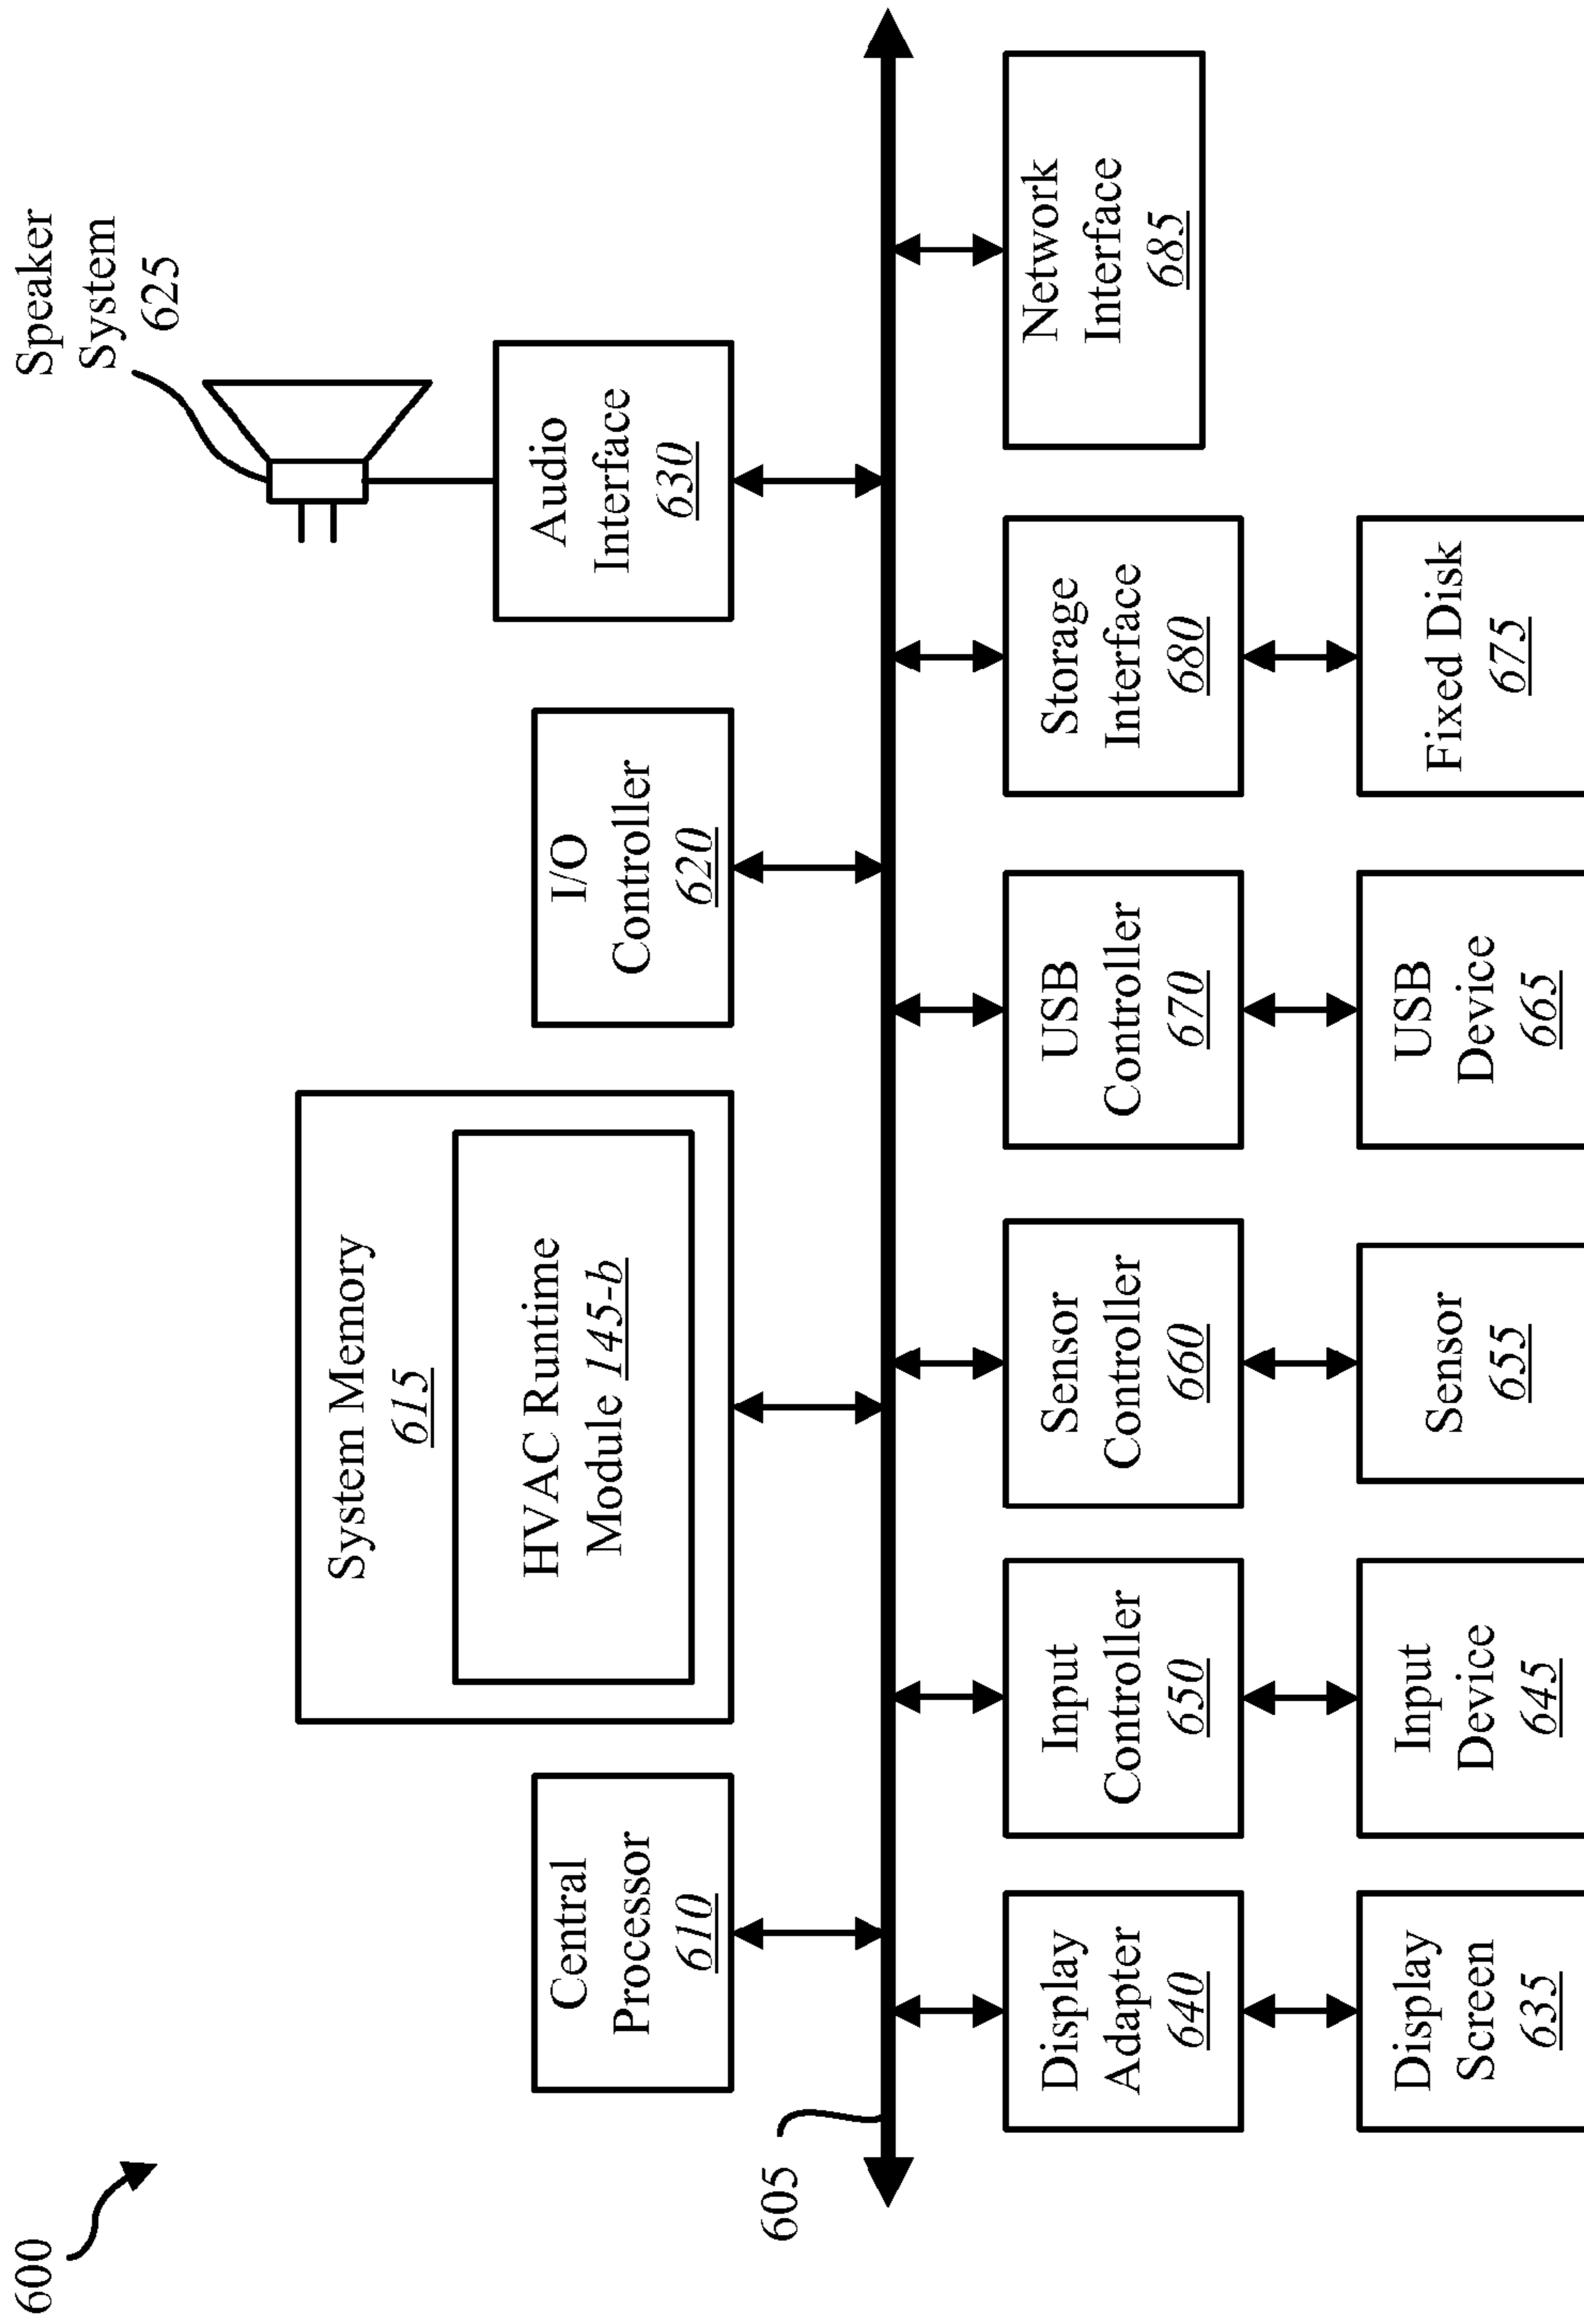 600
Speaker
System
625
System Memory
615
HVAC Runtime
Module 145-b
Central
Processor
610
I/O
Controller
620
Audio
Interface
630
605
Display
Adapter
640
Input
Controller
650
Sensor
Controller
660
USB
Controller
670
Storage
Interface
680
Network
Interface
685
Display
Screen
635
Input
Device
645
Sensor
655
USB
Device
665
Fixed Disk
675